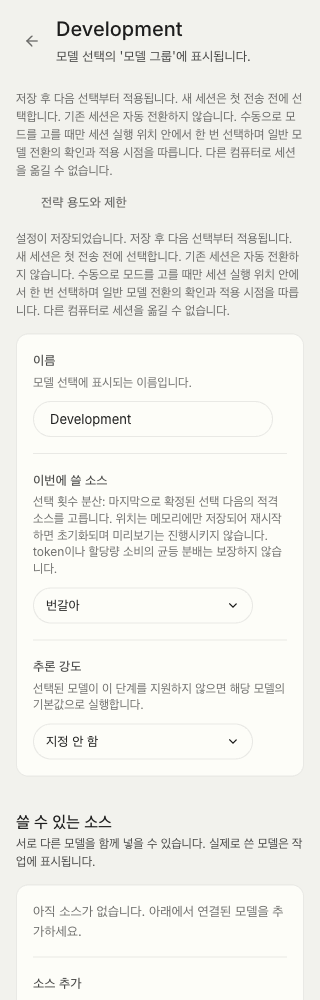 Development
모델 선택의 '모델 그룹'에 표시됩니다.
저장 후 다음 선택부터 적용됩니다. 새 세션은 첫 전송 전에 선
택합니다. 기존 세션은 자동 전환하지 않습니다. 수동으로 모
드를 고를 때만 세션 실행 위치 안에서 한 번 선택하며 일반 모
델 전환의 확인과 적용 시점을 따릅니다. 다른 컴퓨터로 세션
을 옮길 수 없습니다.
전략 용도와 제한
설정이 저장되었습니다. 저장 후 다음 선택부터 적용됩니다.
새 세션은 첫 전송 전에 선택합니다. 기존 세션은 자동 전환하
지 않습니다. 수동으로 모드를 고를 때만 세션 실행 위치 안에
서 한 번 선택하며 일반 모델 전환의 확인과 적용 시점을 따릅
니다. 다른 컴퓨터로 세션을 옮길 수 없습니다.
이름
모델 선택에 표시되는 이름입니다.
Development
이번에 쓸 소스
선택 횟수 분산: 마지막으로 확정된 선택 다음의 적격
소스를 고릅니다. 위치는 메모리에만 저장되어 재시작
하면 초기화되며 미리보기는 진행시키지 않습니다.
token이나 할당량 소비의 균등 분배는 보장하지 않습
니다.
번갈아
추론 강도
선택된 모델이 이 단계를 지원하지 않으면 해당 모델의
기본값으로 실행합니다.
지정 안 함
쓸 수 있는 소스
서로 다른 모델을 함께 넣을 수 있습니다. 실제로 쓴 모델은 작
업에 표시됩니다.
아직 소스가 없습니다. 아래에서 연결된 모델을 추
가하세요.
소스 추가